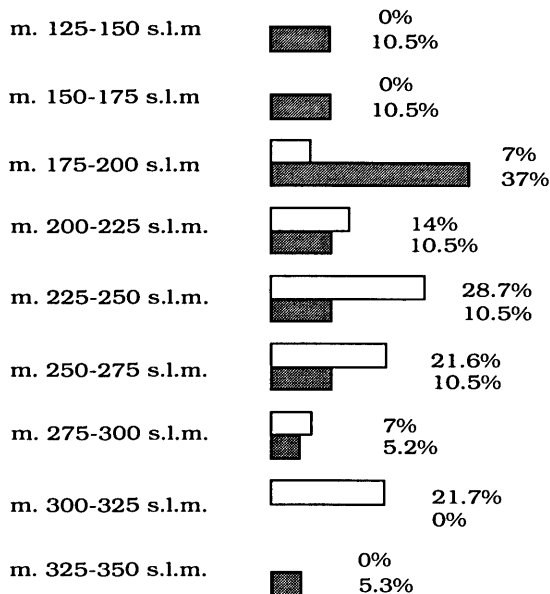 0%
m. 125-150 s.l.m
10.5%
0%
m. 150-175 s.l.m
10.5%
m. 175-200 s.l.m
7%
37%
m. 200-225 s.l.m.
14%
10.5%
m. 225-250 s.l.m.
28.7%
10.5%
m. 250-275 s.l.m.
21.6%
10.5%
m. 275-300 s.l.m.
7%
5.2%
m. 300-325 s.l.m.
21.7%
0%
0%
m. 325-350 s.l.m.
5.3%